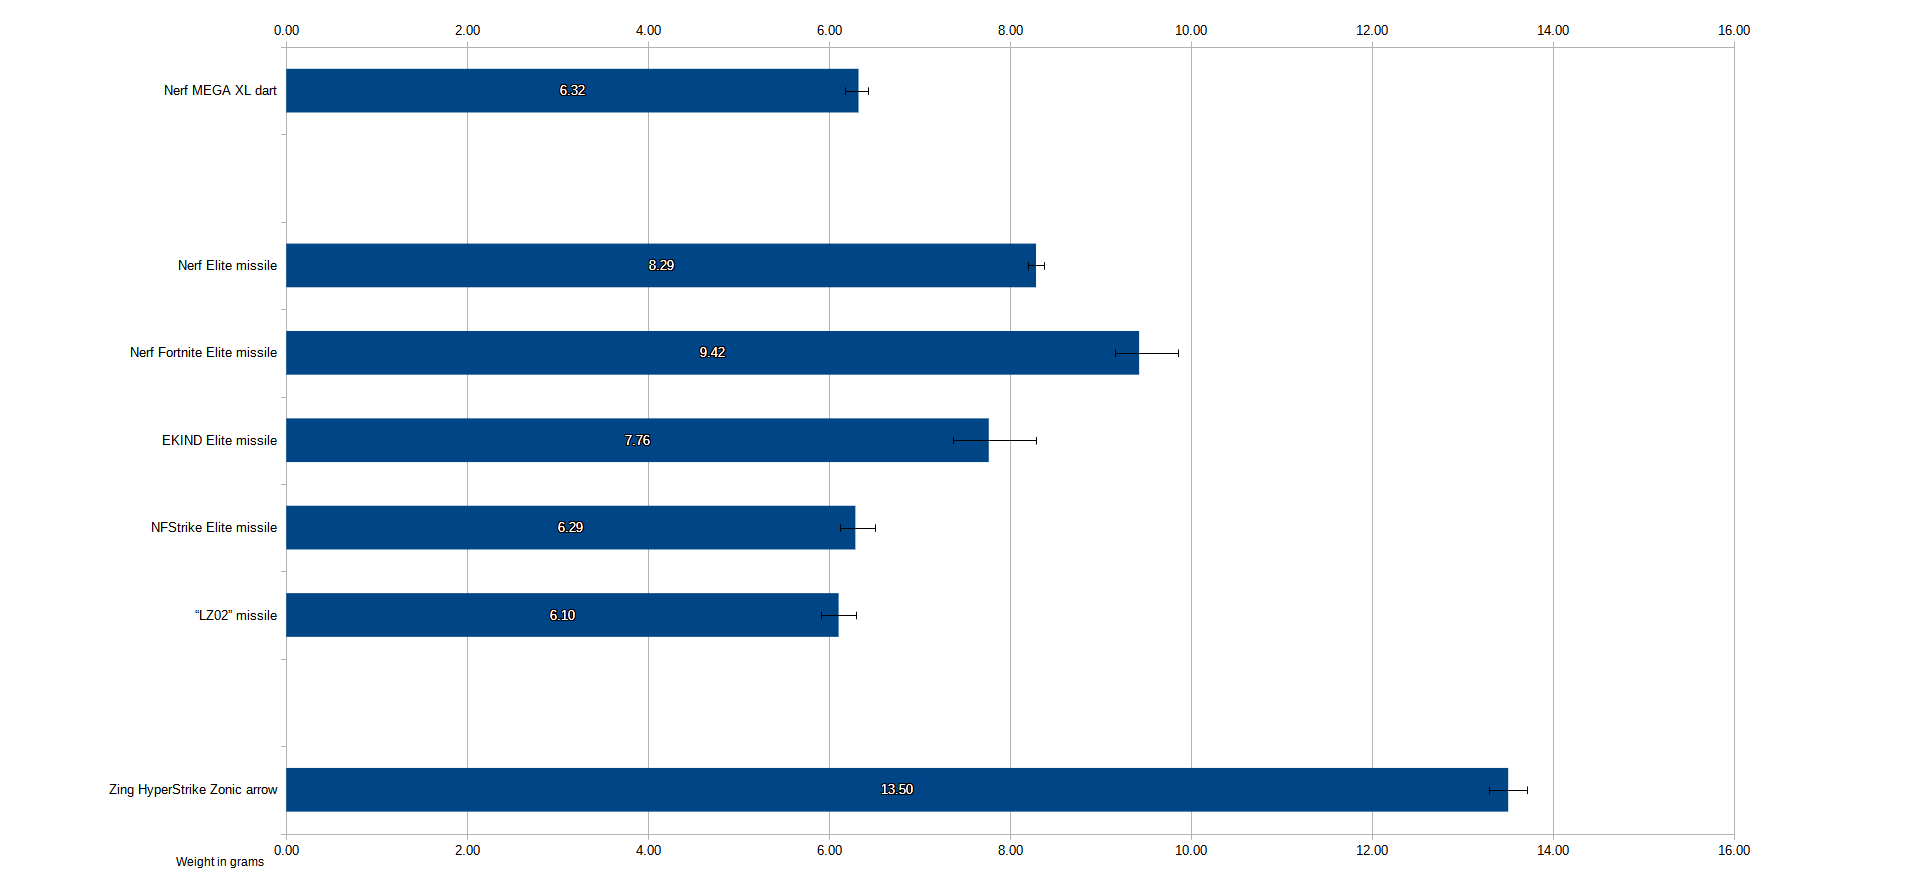 0.00 2.00 4.00 6.00 8.00 10.00 12.00 14.00 16.00
Nerf MEGA XL dart 6.32
Nerf Elite missile 8.29
Nerf Fortnite Elite missile 9.42
EKIND Elite missile 7.76
NFStrike Elite missile 6.29
“LZ02” missile 6.10
Zing HyperStrike Zonic arrow 13.50
0.00 2.00 4.00 6.00 8.00 10.00 12.00 14.00 16.00
Weight in grams